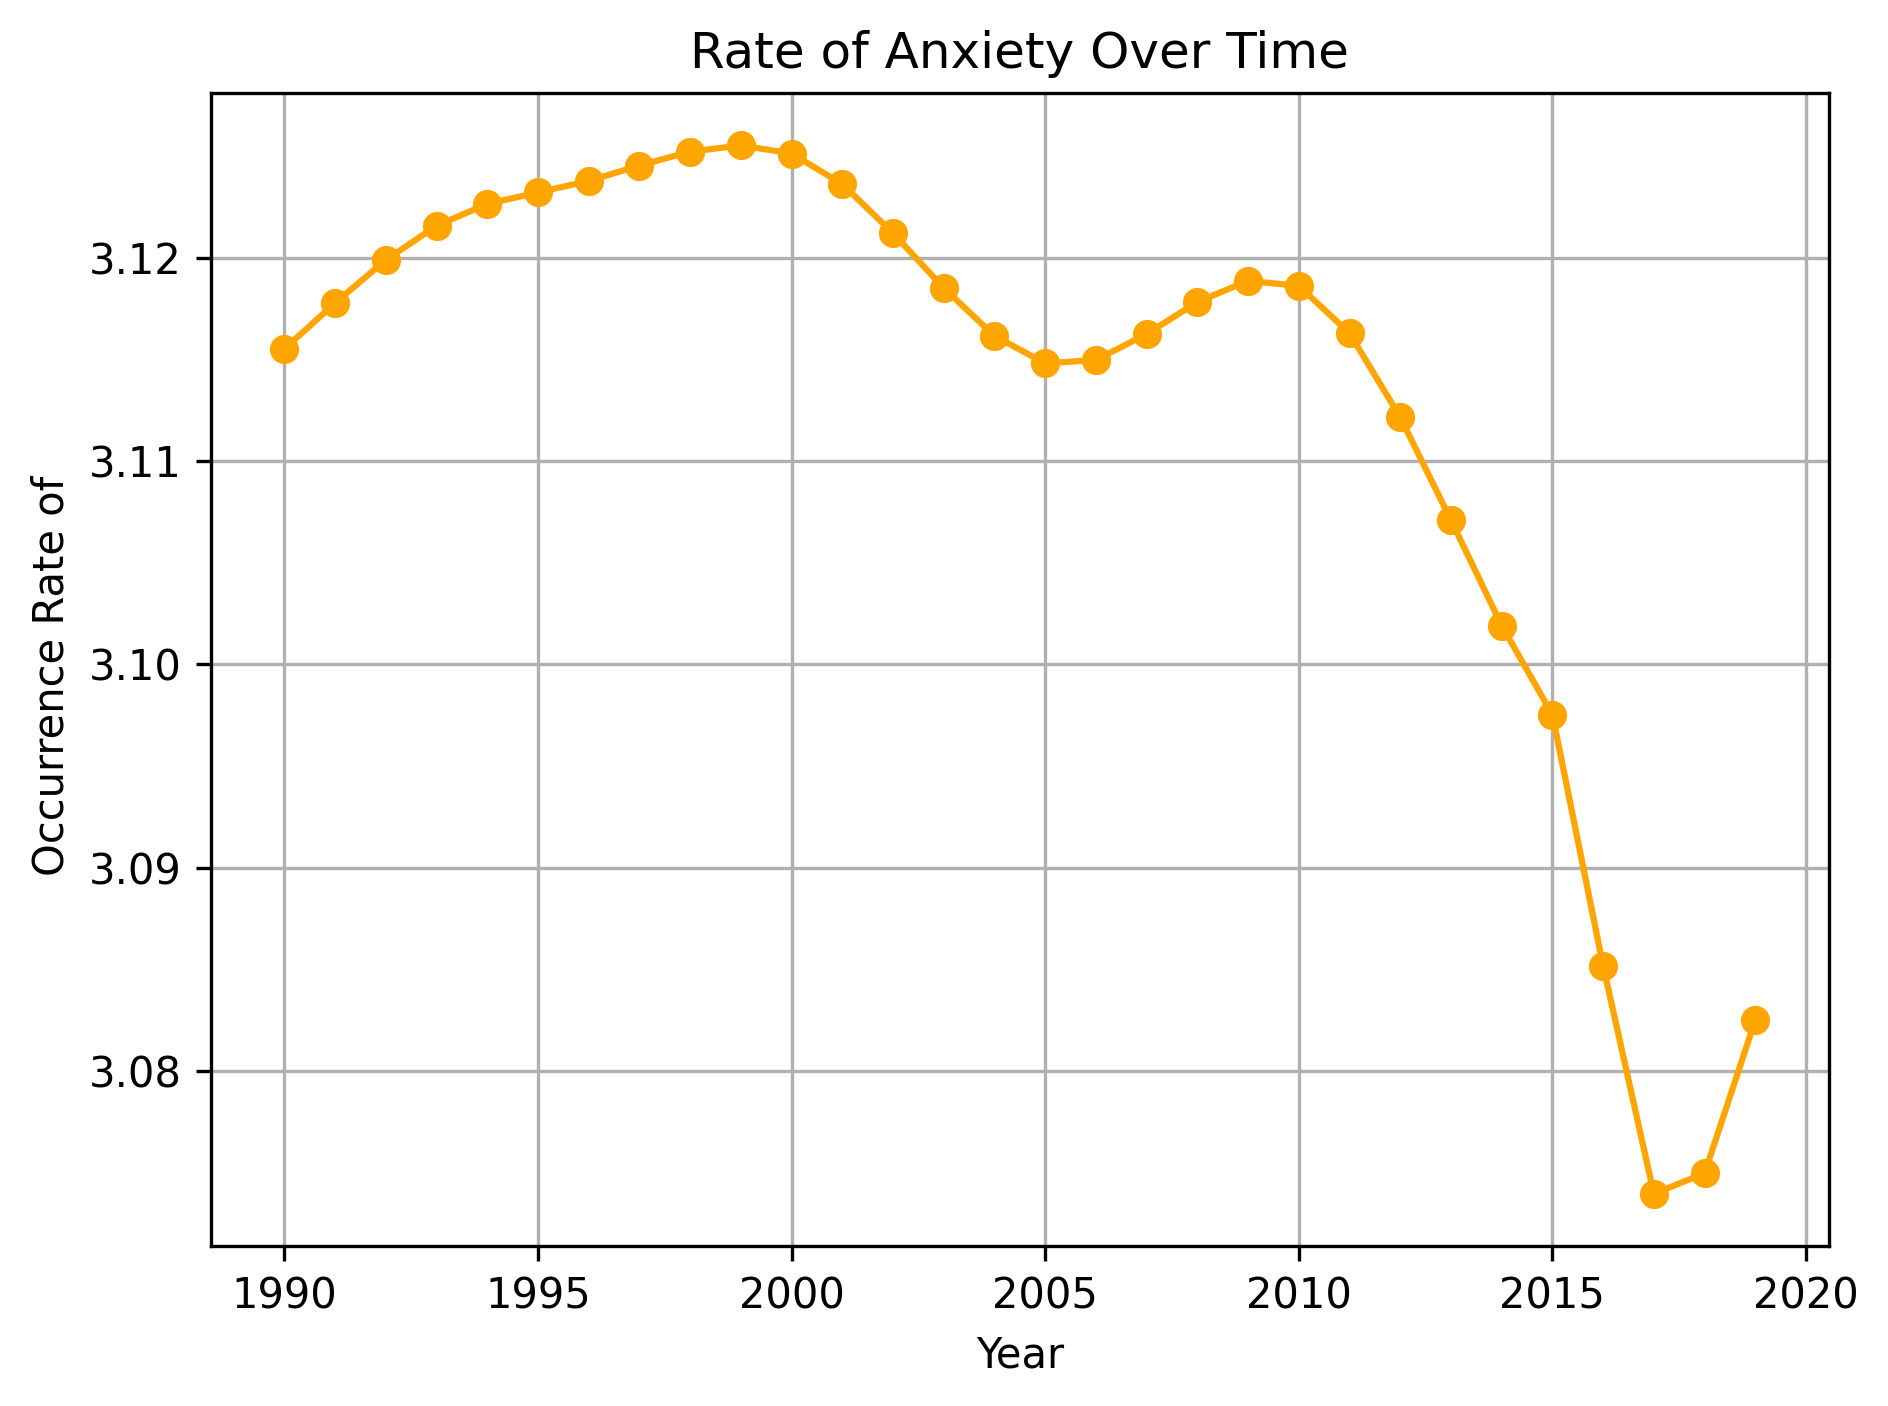 Rate of Anxiety Over Time
Occurrence Rate of
3.12
3.11
3.10
3.09
3.08
1990 1995 2000 2005 2010 2015 2020
Year